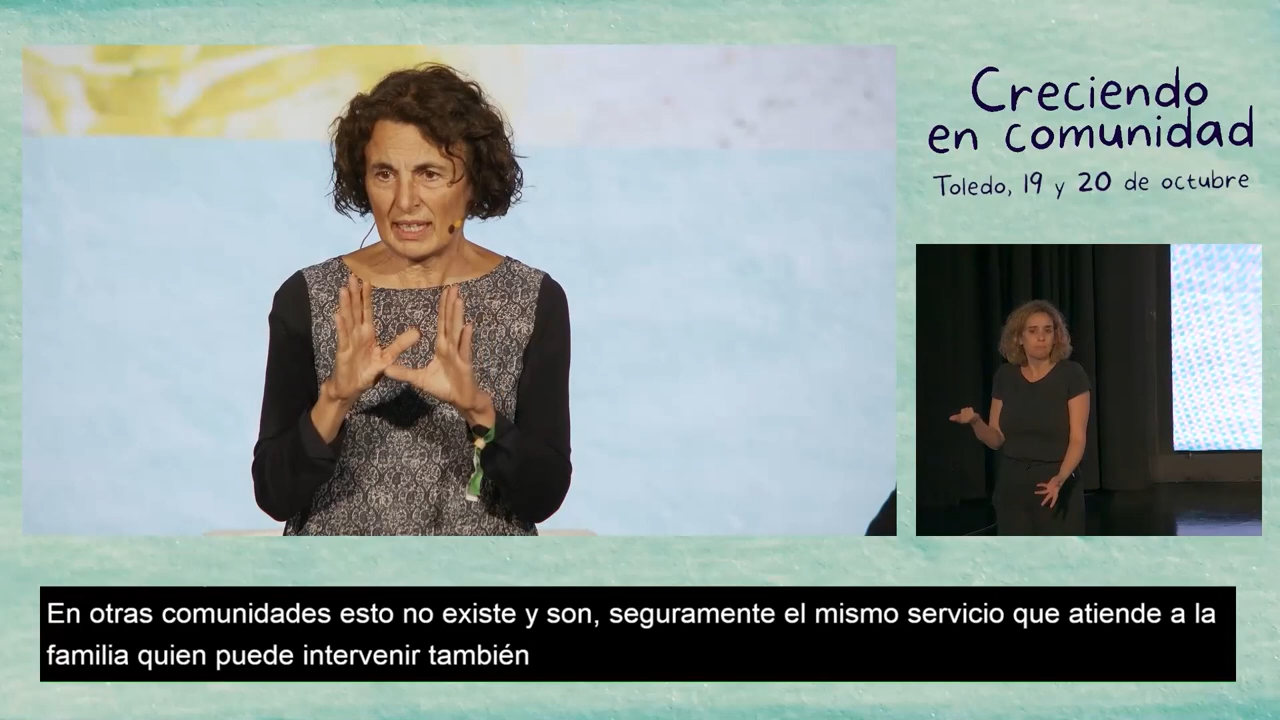 Creciendo
en comunidad
Toledo, 19 y 20 de octubre
En otras comunidades esto no existe y son, seguramente el mismo servicio que atiende a la
familia quien puede intervenir también